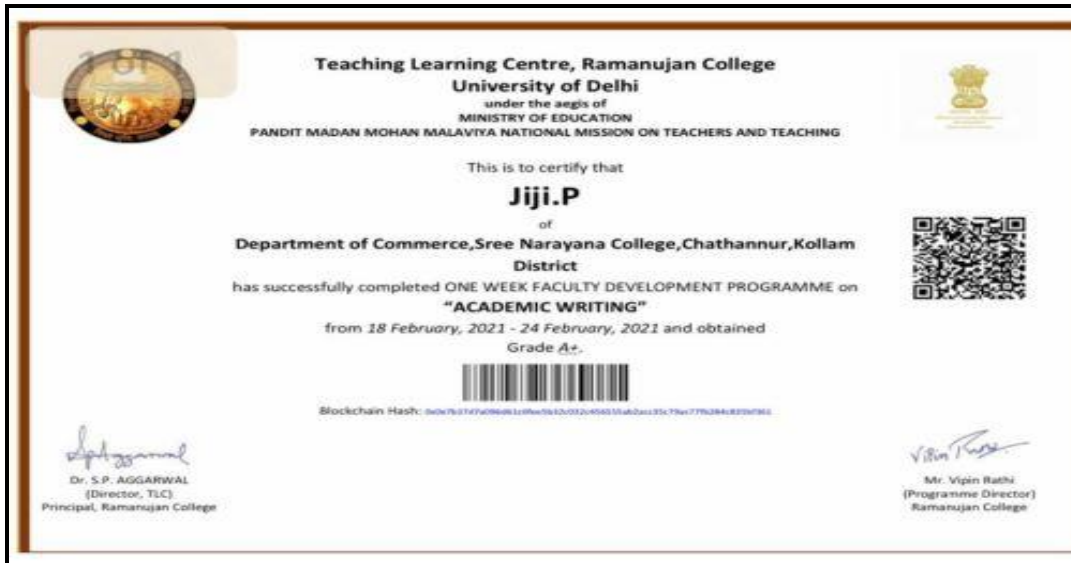 1 of 1
Teaching Learning Centre, Ramanujan College
University of Delhi
under the aegis of
MINISTRY OF EDUCATION
PANDIT MADAN MOHAN MALAVIYA NATIONAL MISSION ON TEACHERS AND TEACHING
This is to certify that
Jiji.P
of
Department of Commerce,Sree Narayana College,Chathannur,Kollam
District
has successfully completed ONE WEEK FACULTY DEVELOPMENT PROGRAMME on
“ACADEMIC WRITING”
from 18 February, 2021 - 24 February, 2021 and obtained
Grade A+.
Blockchain Hash:
Dr. S.P. AGGARWAL
(Director, TLC)
Principal, Ramanujan College
Mr. Vipin Rathi
(Programme Director)
Ramanujan College